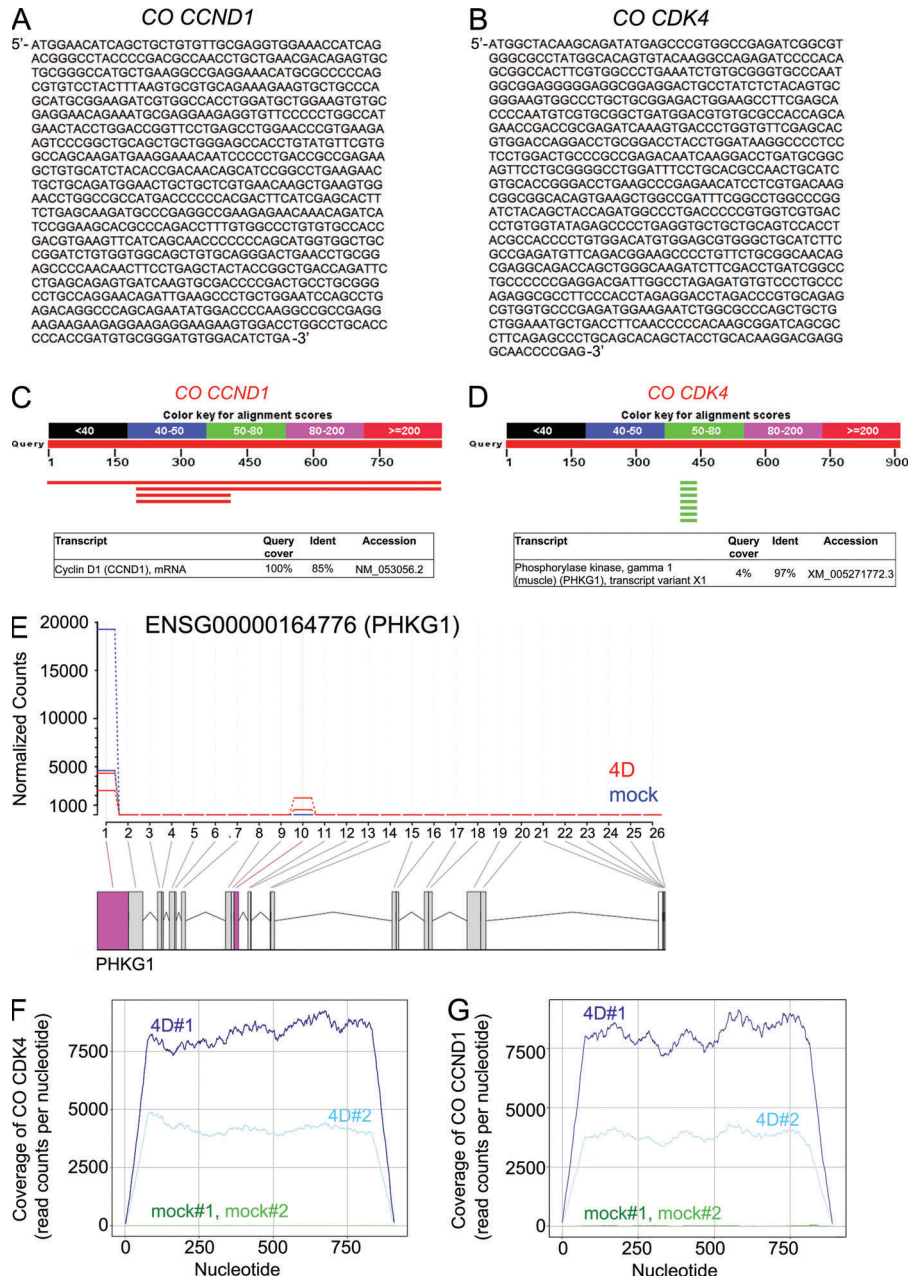 A
CO CCND1
5'-ATGGAACATCAGCTGCTGTGTTGCGAGGTGGAAACCATCAG
ACGGGCCTACCCCGACGCCAACCTGCTGAACGACAGAGTGC
TGCGGGCCATGCTGAAGGCCGAGGAAACATGCGCCCCCAG
CGTGTCCTACTTTAAGTGCGTGCAGAAAGAAGTGCTGCCCA
GCATGCGGAAGATCGTGGCCACCTGGATGCTGGAAGTGTGC
GAGGAACAGAAATGCGAGGAAGAGGTGTTCCCCCTGGCCAT
GAACTACCTGGACCGGTTCCTGAGCCTGGAACCCGTGAAGA
AGTCCCGGCTGCAGCTGCTGGGAGCCACCTGTATGTTCGTG
GCCAGCAAGATGAAGGAAACAATCCCCCTGACCGCCGAGAA
GCTGTGCATCTACACCGACAACAGCATCCGGCCTGAAGAAC
TGCTGCAGATGGAACTGCTGCTCGTGAACAAGCTGAAGTGG
AACCTGGCCGCCATGACCCCCCACGACTTCATCGAGCACTT
TCTGAGCAAGATGCCCGAGGCCGAAGAGAACAAACAGATCA
TCCGGAAGCACGCCCAGACCTTTGTGGCCCTGTGTGCCACC
GACGTGAAGTTCATCAGCAACCCCCCCAGCATGGTGGCTGC
CGGATCTGTGGTGGCAGCTGTGCAGGGACTGAACCTGCGG
AGCCCCAACAACTTCCTGAGCTACTACCGGCTGACCAGATTC
CTGAGCAGAGTGATCAAGTGCGACCCCGACTGCCTGCGGG
CCTGCCAGGAACAGATTGAAGCCCTGCTGGAATCCAGCCTG
AGACAGGCCCAGCAGAATATGGACCCCAAGGCCGCCGAGG
AAGAAGAAGAGGAAGAGGAAGAAGTGGACCTGGCCTGCACC
CCCACCGATGTGCGGGATGTGGACATCTGA-3'
B
CO CDK4
5'-ATGGCTACAAGCAGATATGAGCCCGTGGCCGAGATCGGCGT
GGGCGCCTATGGCACAGTGTACAAGGCCAGAGATCCCCACA
GCGGCCACTTCGTGGCCCTGAAATCTGTGCGGGTGCCCAAT
GGCGGAGGGGGAGGCGGAGGACTGCCTATCTCTACAGTGC
GGGAAGTGGCCCTGCTGCGGAGACTGGAAGCCTTCGAGCA
CCCCAATGTCGTGCGGCTGATGGACGTGTGCGCCACCAGCA
GAACCGACCGCGAGATCAAAGTGACCCTGGTGTTCGAGCAC
GTGGACCAGGACCTGCGGACCTACCTGGATAAGGCCCCTCC
TCCTGGACTGCCCGCCGAGACAATCAAGGACCTGATGCGGC
AGTTCCTGCGGGGCCTGGATTTCCTGCACGCCAACTGCATC
GTGCACCGGGACCTGAAGCCCGAGAACATCCTCGTGACAAG
CGGCGGCACAGTGAAGCTGGCCGATTTCGGCCTGGCCCGG
ATCTACAGCTACCAGATGGCCCTGACCCCCGTGGTCGTGAC
CCTGTGGTATAGAGCCCCTGAGGTGCTGCTGCAGTCCACCT
ACGCCACCCCTGTGGACATGTGGAGCGTGGGCTGCATCTTC
GCCGAGATGTTCAGACGGAAGCCCCTGTTCTGCGGCAACAG
CGAGGCAGACCAGCTGGGCAAGATCTTCGACCTGATCGGCC
TGCCCCCCGAGGACGATTGGCCTAGAGATGTGTCCCTGCCC
AGAGGCGCCTTCCCACCTAGAGGACCTAGACCCGTGCAGAG
CGTGGTGCCCGAGATGGAAGAATCTGGCGCCCAGCTGCTG
CTGGAAATGCTGACCTTCAACCCCCACAAGCGGATCAGCGC
CTTCAGAGCCCTGCAGCACAGCTACCTGCACAAGGACGAGG
GCAACCCCGAG-3'
C
CO CCND1
Color key for alignment scores
<40 40-50 50-80 80-200 >=200
Query
1 150 300 450 600 750
Transcript Query cover Ident Accession
Cyclin D1 (CCND1), mRNA 100% 85% NM_053056.2
D
CO CDK4
Color key for alignment scores
<40 40-50 50-80 80-200 >=200
Query
1 150 300 450 600 750 900
Transcript Query cover Ident Accession
Phosphorylase kinase, gamma 1 (muscle) (PHKG1), transcript variant X1 4% 97% XM_005271772.3
E
ENSG00000164776 (PHKG1)
Normalized Counts
20000
15000
10000
5000
1000
4D
mock
1 2 3 4 5 6 7 8 9 10 11 12 13 14 15 16 17 18 19 20 21 22 23 24 25 26
PHKG1
F
Coverage of CO CDK4
(read counts per nucleotide)
7500
5000
2500
0
4D#1
4D#2
mock#1, mock#2
0 250 500 750
Nucleotide
G
Coverage of CO CCND1
(read counts per nucleotide)
7500
5000
2500
0
4D#1
4D#2
mock#1, mock#2
0 250 500 750
Nucleotide